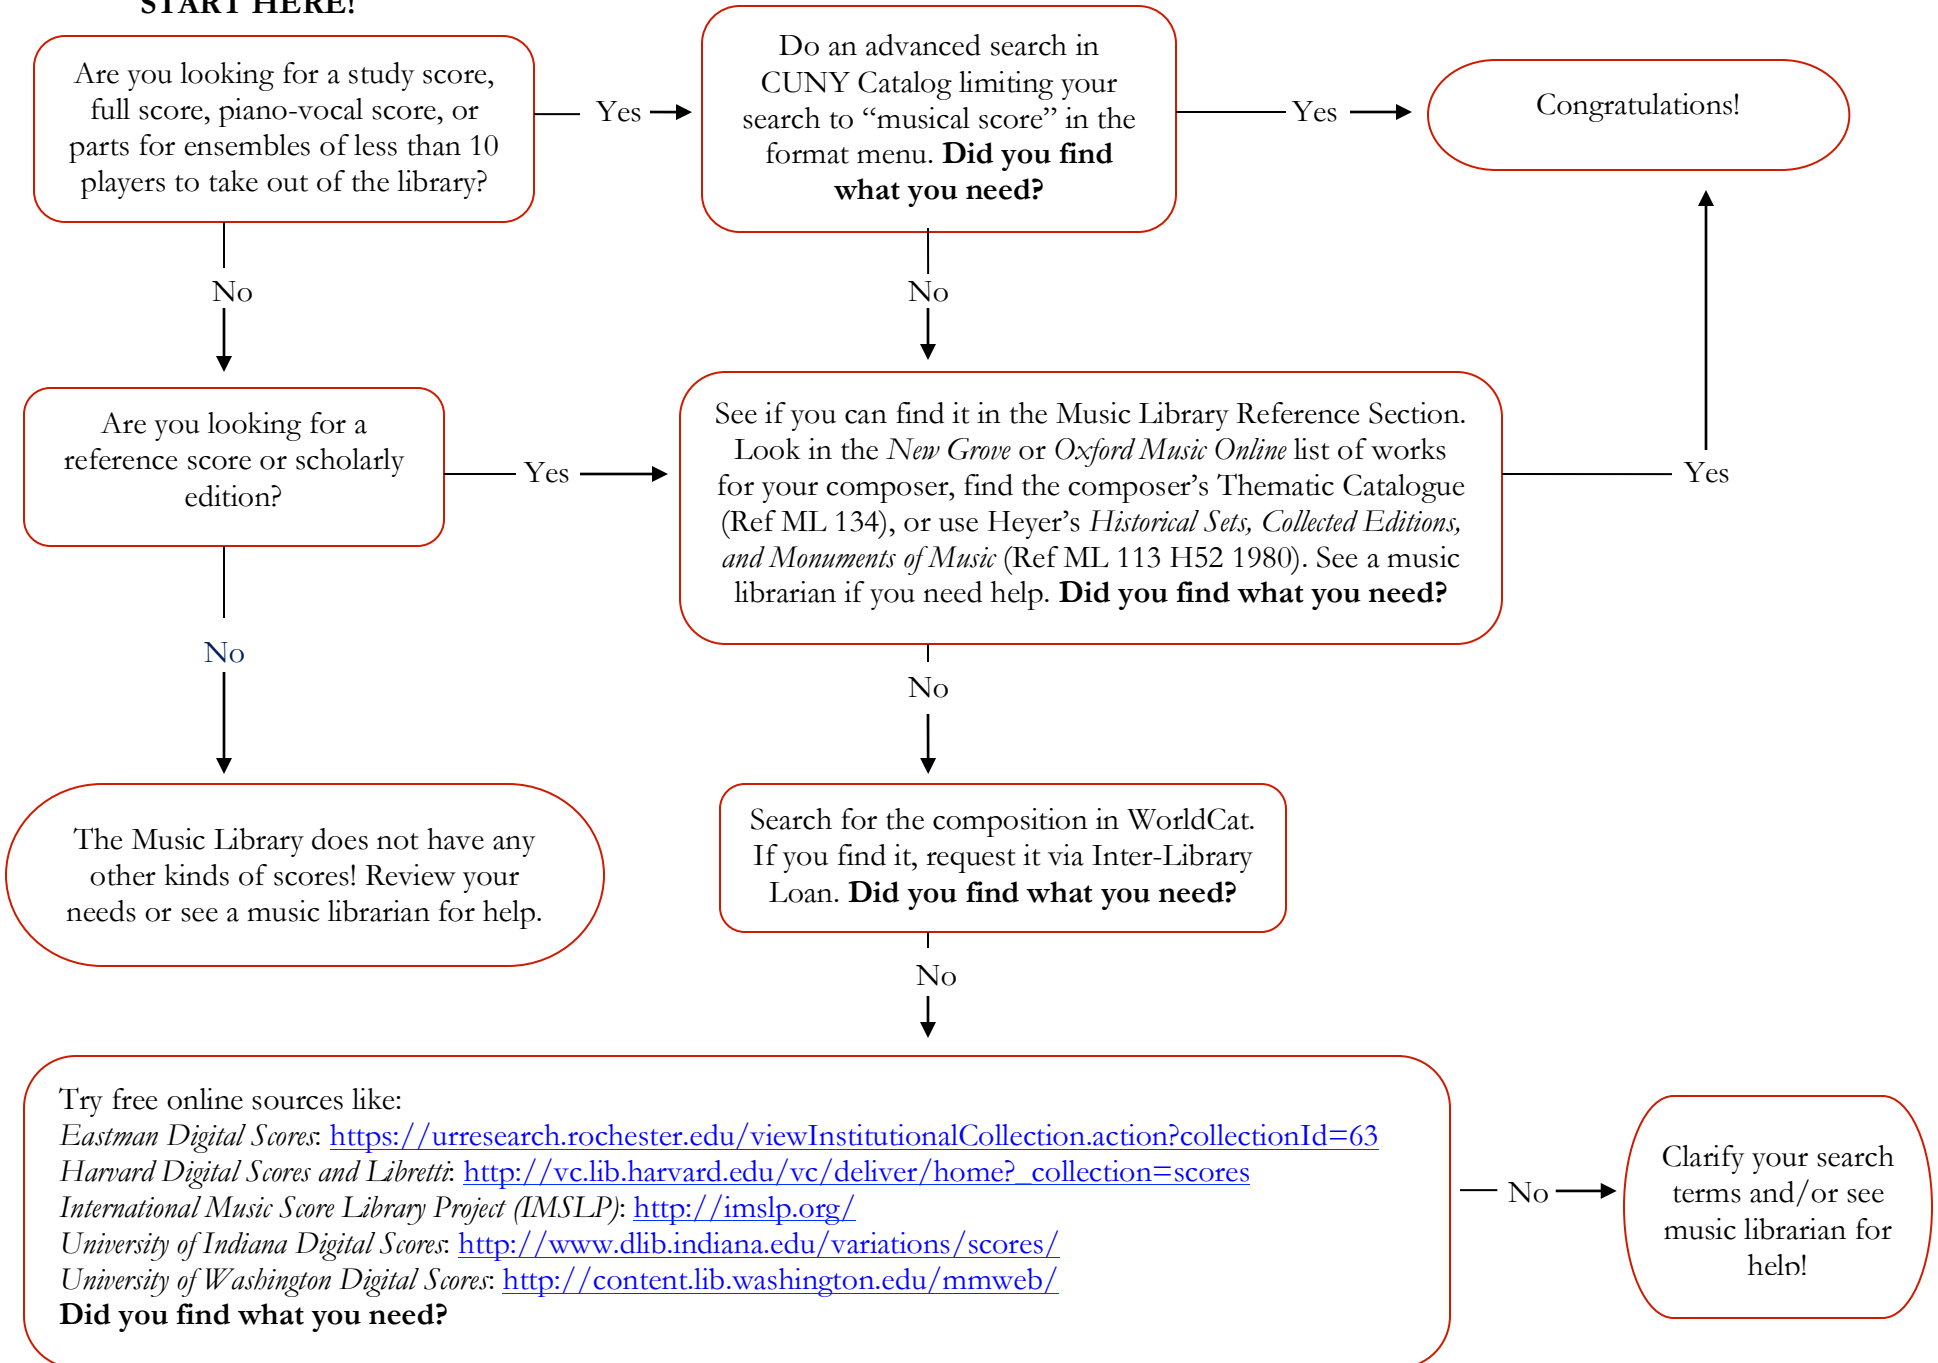 START HERE!
Are you looking for a study score,
full score, piano-vocal score, or
parts for ensembles of less than 10
players to take out of the library?
Yes
Do an advanced search in
CUNY Catalog limiting your
search to “musical score” in the
format menu. Did you find
what you need?
Yes
Congratulations!
No
No
Are you looking for a
reference score or scholarly
edition?
Yes
See if you can find it in the Music Library Reference Section.
Look in the New Grove or Oxford Music Online list of works
for your composer, find the composer’s Thematic Catalogue
(Ref ML 134), or use Heyer’s Historical Sets, Collected Editions,
and Monuments of Music (Ref ML 113 H52 1980). See a music
librarian if you need help. Did you find what you need?
Yes
No
No
The Music Library does not have any
other kinds of scores! Review your
needs or see a music librarian for help.
Search for the composition in WorldCat.
If you find it, request it via Inter-Library
Loan. Did you find what you need?
No
Try free online sources like:
Eastman Digital Scores: https://urresearch.rochester.edu/viewInstitutionalCollection.action?collectionId=63
Harvard Digital Scores and Libretti: http://vc.lib.harvard.edu/vc/deliver/home?_collection=scores
International Music Score Library Project (IMSLP): http://imslp.org/
University of Indiana Digital Scores: http://www.dlib.indiana.edu/variations/scores/
University of Washington Digital Scores: http://content.lib.washington.edu/mmweb/
Did you find what you need?
No
Clarify your search
terms and/or see
music librarian for
help!